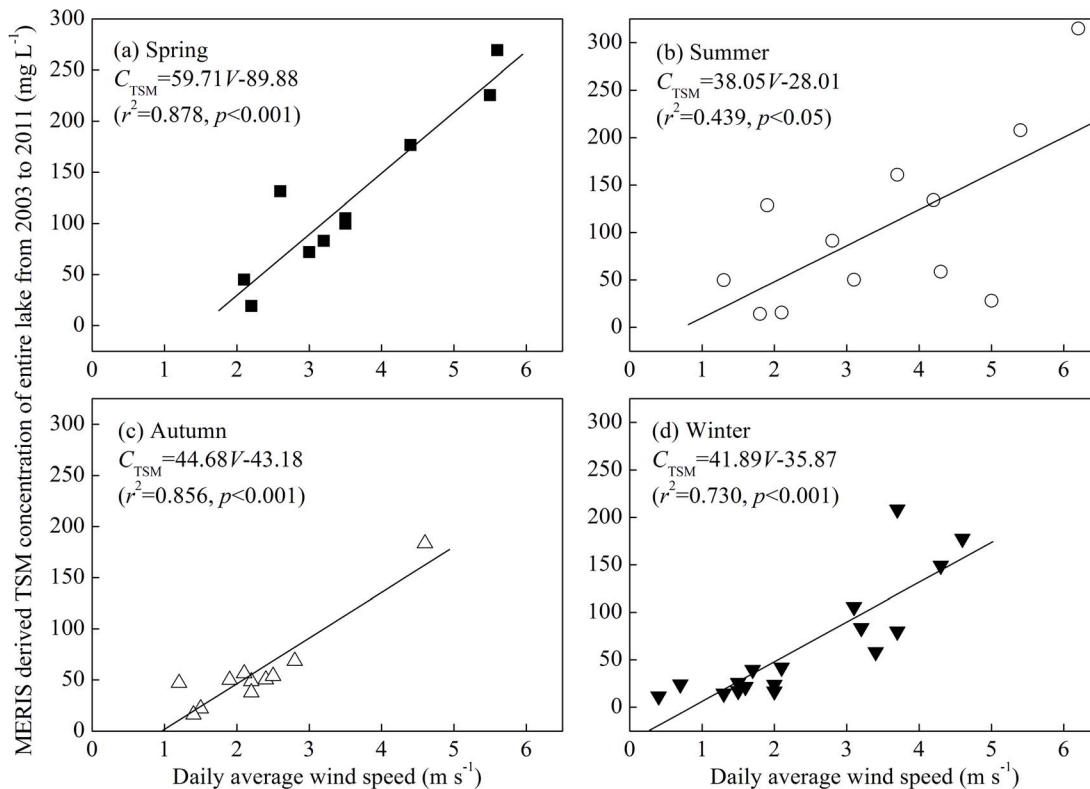 MERIS derived TSM concentration of entire lake from 2003 to 2011 (mg L⁻¹)
300
250
200
150
100
50
0
(a) Spring
C_TSM=59.71V-89.88
(r²=0.878, p<0.001)
0 1 2 3 4 5 6
300
250
200
150
100
50
0
(b) Summer
C_TSM=38.05V-28.01
(r²=0.439, p<0.05)
0 1 2 3 4 5 6
300
250
200
150
100
50
0
(c) Autumn
C_TSM=44.68V-43.18
(r²=0.856, p<0.001)
0 1 2 3 4 5 6
Daily average wind speed (m s⁻¹)
300
250
200
150
100
50
0
(d) Winter
C_TSM=41.89V-35.87
(r²=0.730, p<0.001)
0 1 2 3 4 5 6
Daily average wind speed (m s⁻¹)